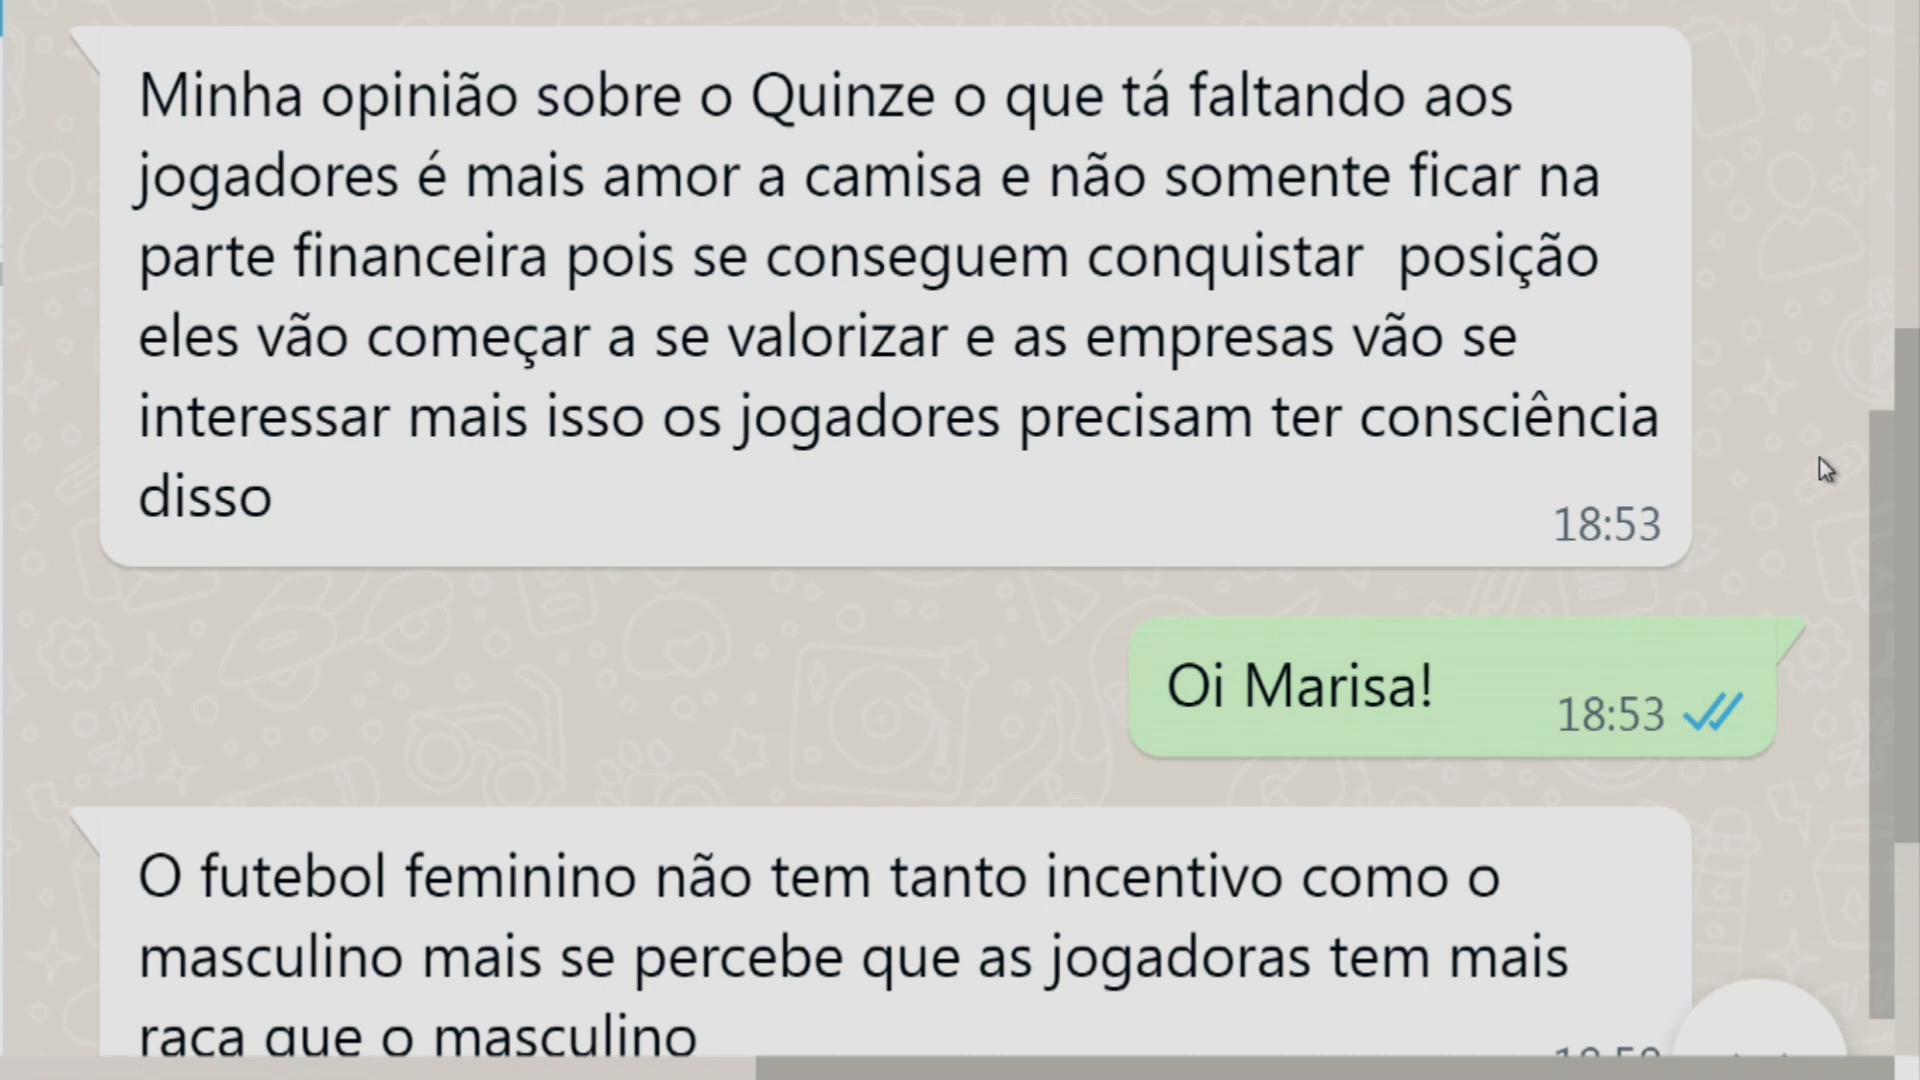 Minha opinião sobre o Quinze o que tá faltando aos
jogadores é mais amor a camisa e não somente ficar na
parte financeira pois se conseguem conquistar  posição
eles vão começar a se valorizar e as empresas vão se
interessar mais isso os jogadores precisam ter consciência
disso
18:53
Oi Marisa!
18:53
O futebol feminino não tem tanto incentivo como o
masculino mais se percebe que as jogadoras tem mais
raça que o masculino